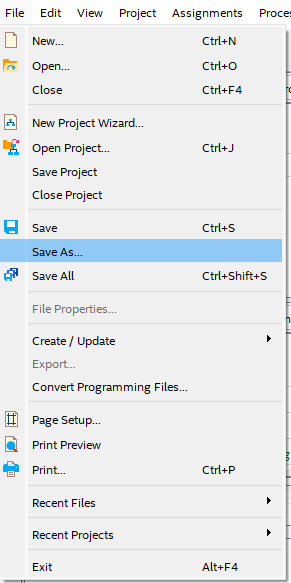 File Edit View Project Assignments Proces
New... Ctrl+N
Open... Ctrl+O
Close Ctrl+F4
New Project Wizard...
Open Project... Ctrl+J
Save Project
Close Project
Save Ctrl+S
Save As...
Save All Ctrl+Shift+S
File Properties...
Create / Update
Export...
Convert Programming Files...
Page Setup...
Print Preview
Print... Ctrl+P
Recent Files
Recent Projects
Exit Alt+F4